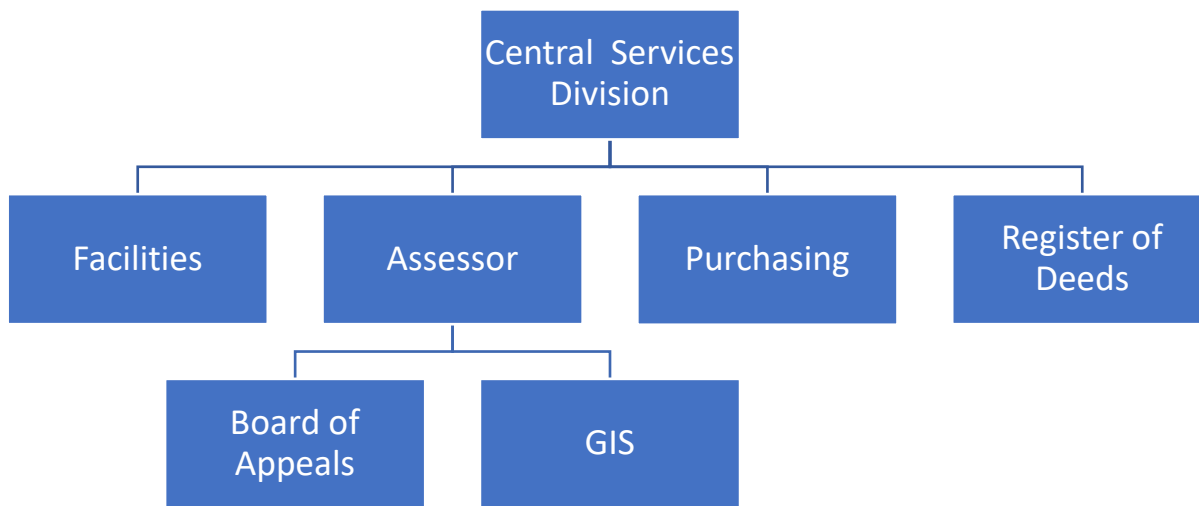 Central  Services
Division
Facilities
Assessor
Purchasing
Register of
Deeds
Board of
Appeals
GIS